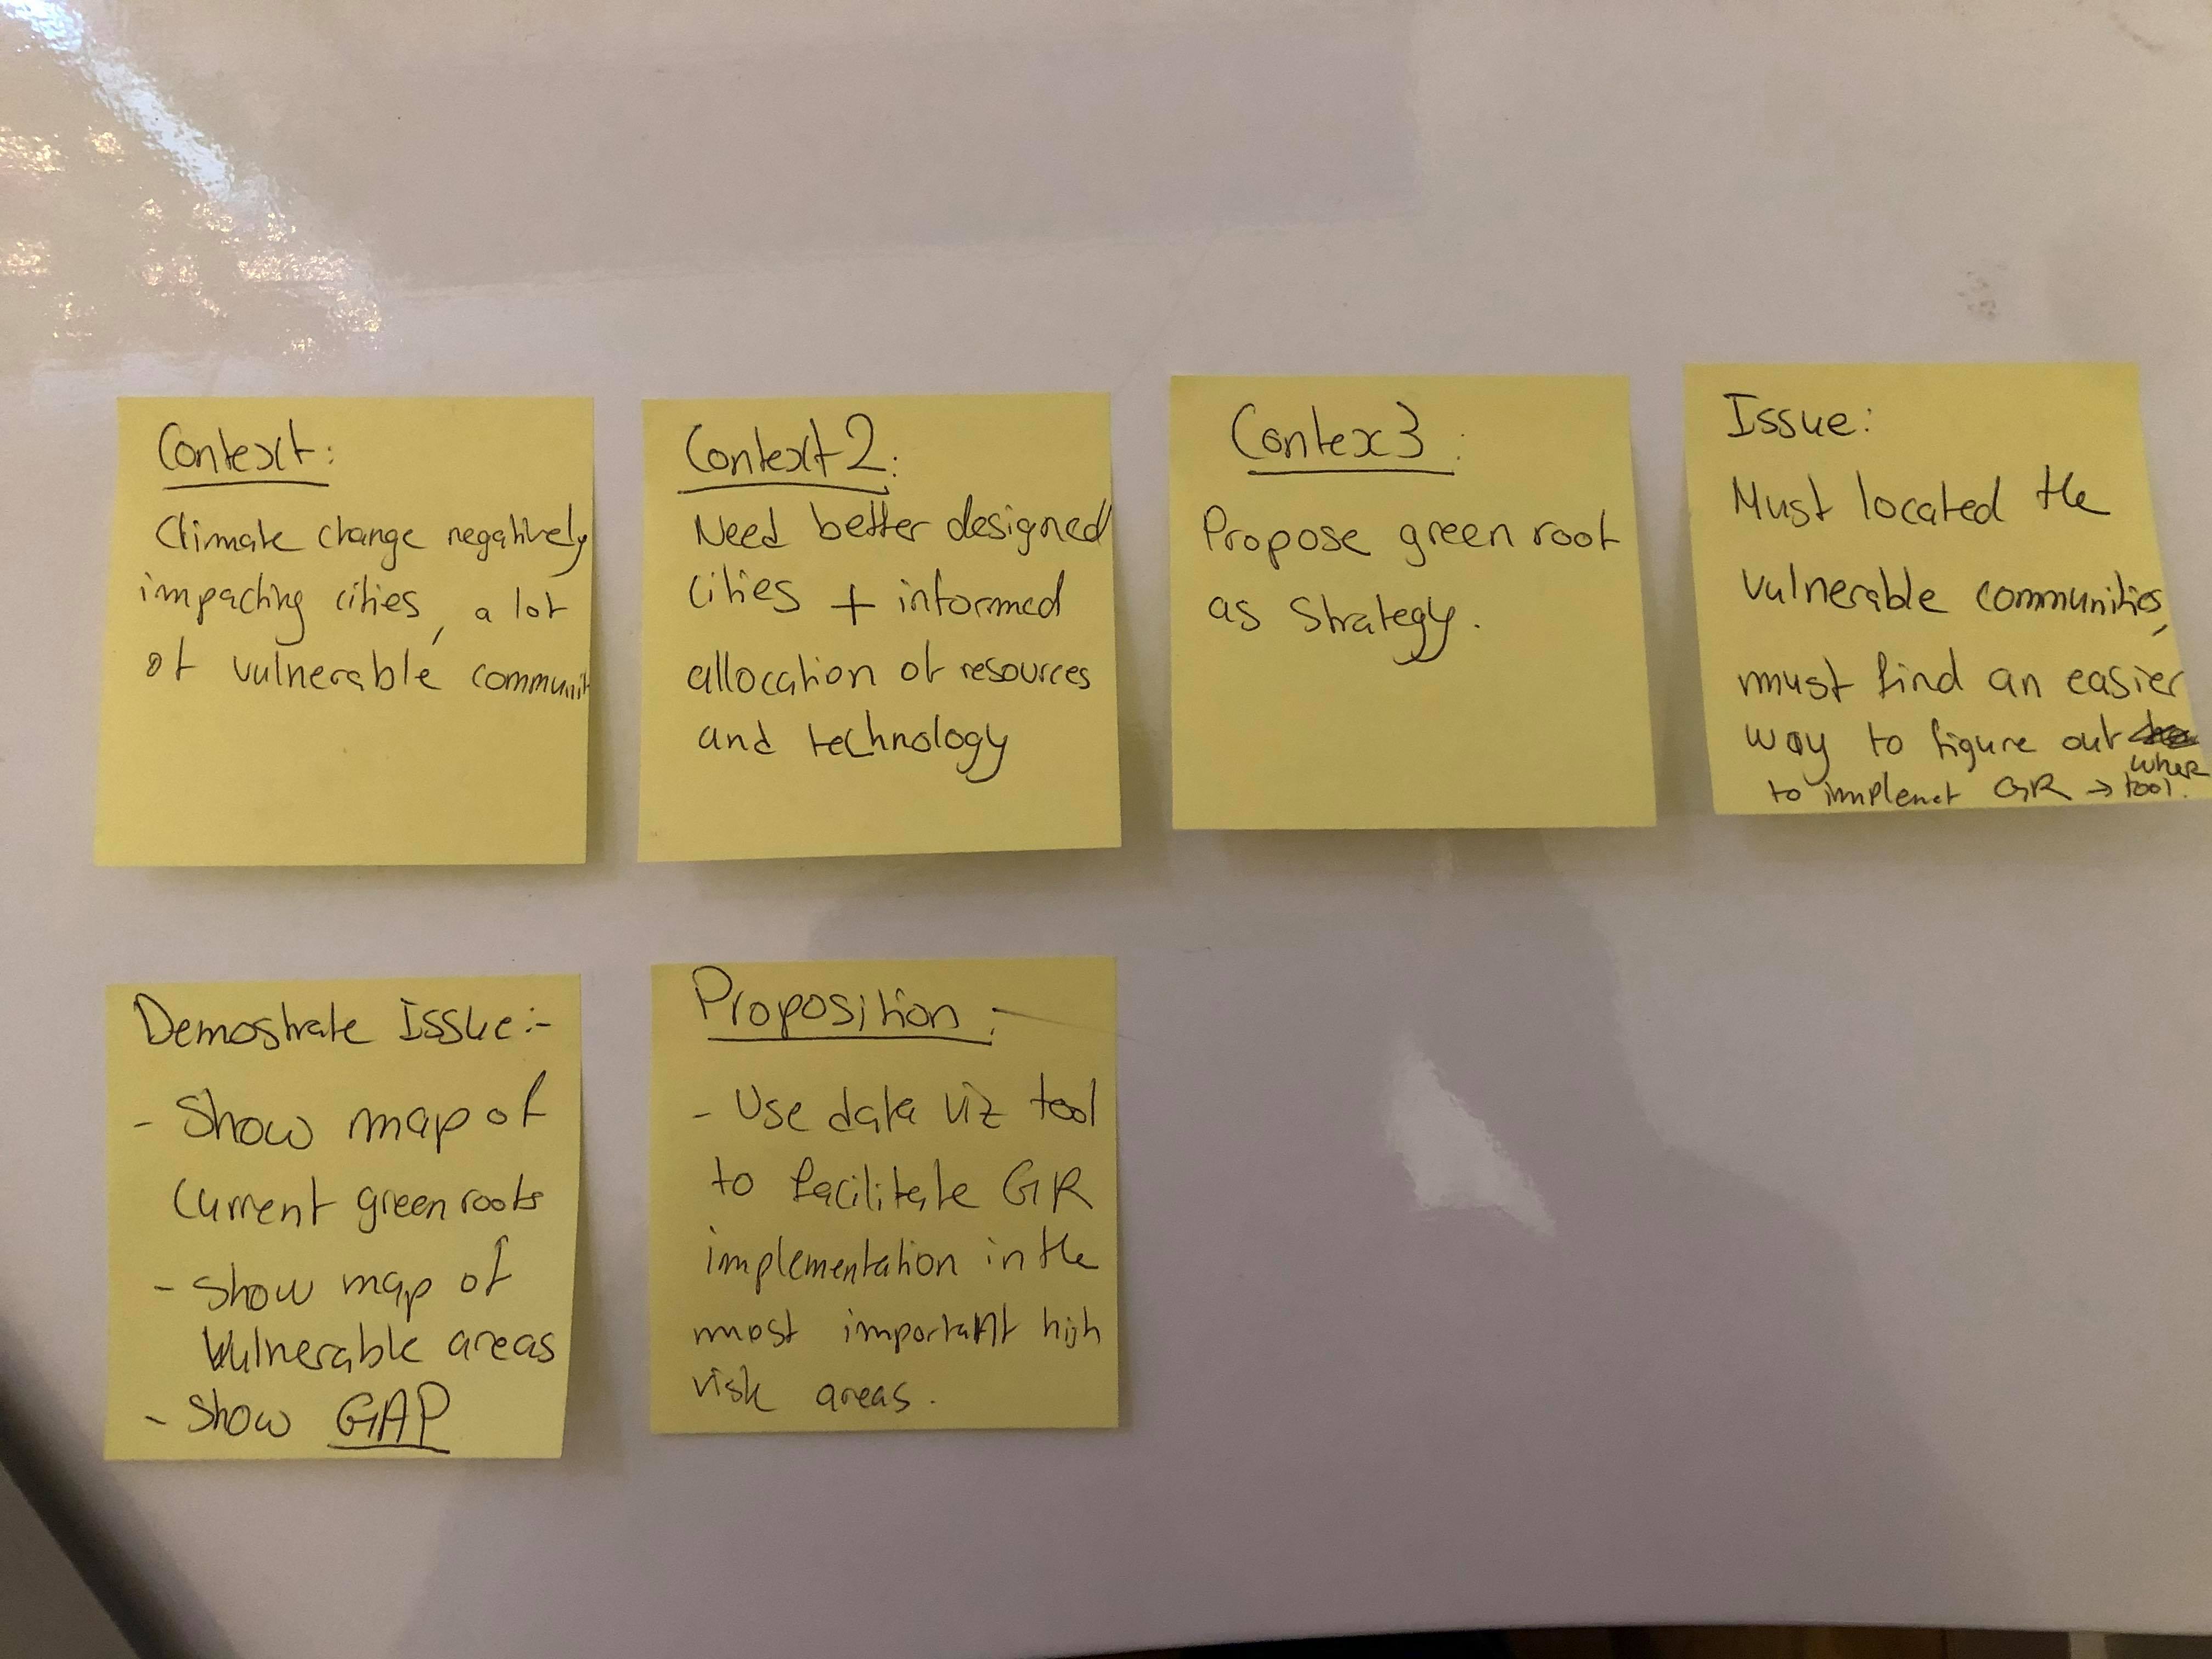 Context:
Climate change negatively
impacting cities, a lot
of vulnerable communit
Context 2:
Need better designed
cities + informed
allocation of resources
and technology
Contex 3:
Propose green roof
as strategy.
Issue:
Must located the
vulnerable communities,
must find an easier
way to figure out
where
to implemet GR → tool.
Demostrate Issue:-
- Show map of
current green roofs
- Show map of
Vulnerable areas
- Show GAP
Proposition:-
- Use data viz tool
to facilitate GR
implementation in the
most important high
risk areas.